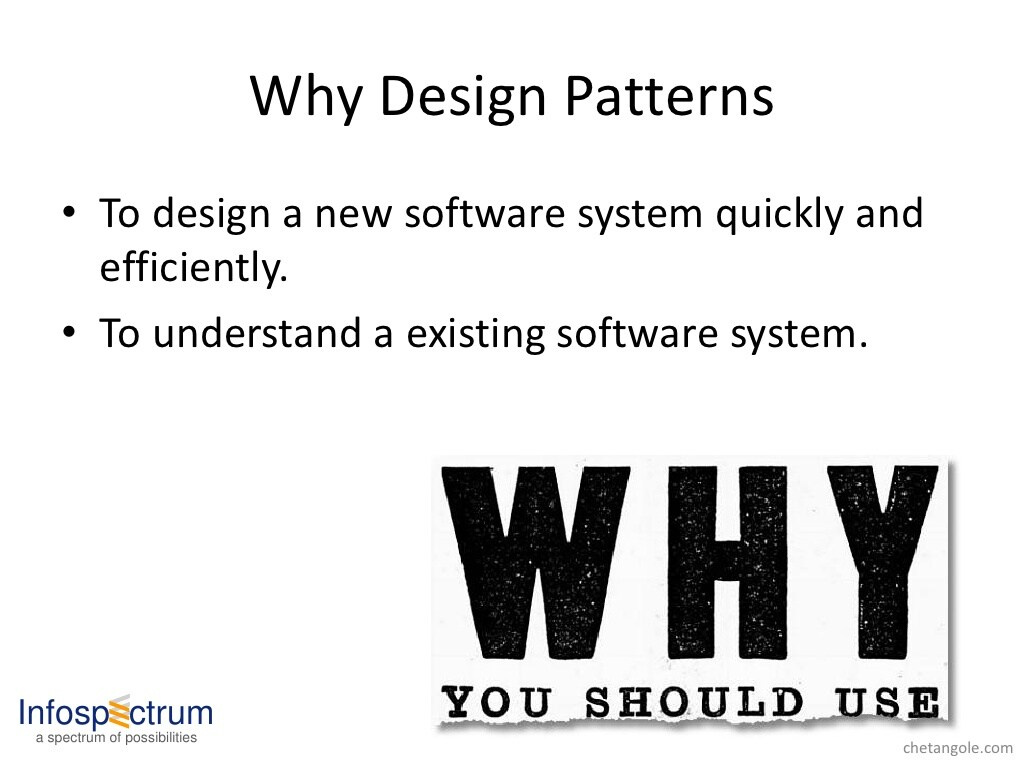 Why Design Patterns
• To design a new software system quickly and
efficiently.
• To understand a existing software system.
WHY
YOU SHOULD USE
Infospectrum
a spectrum of possibilities
chetangole.com